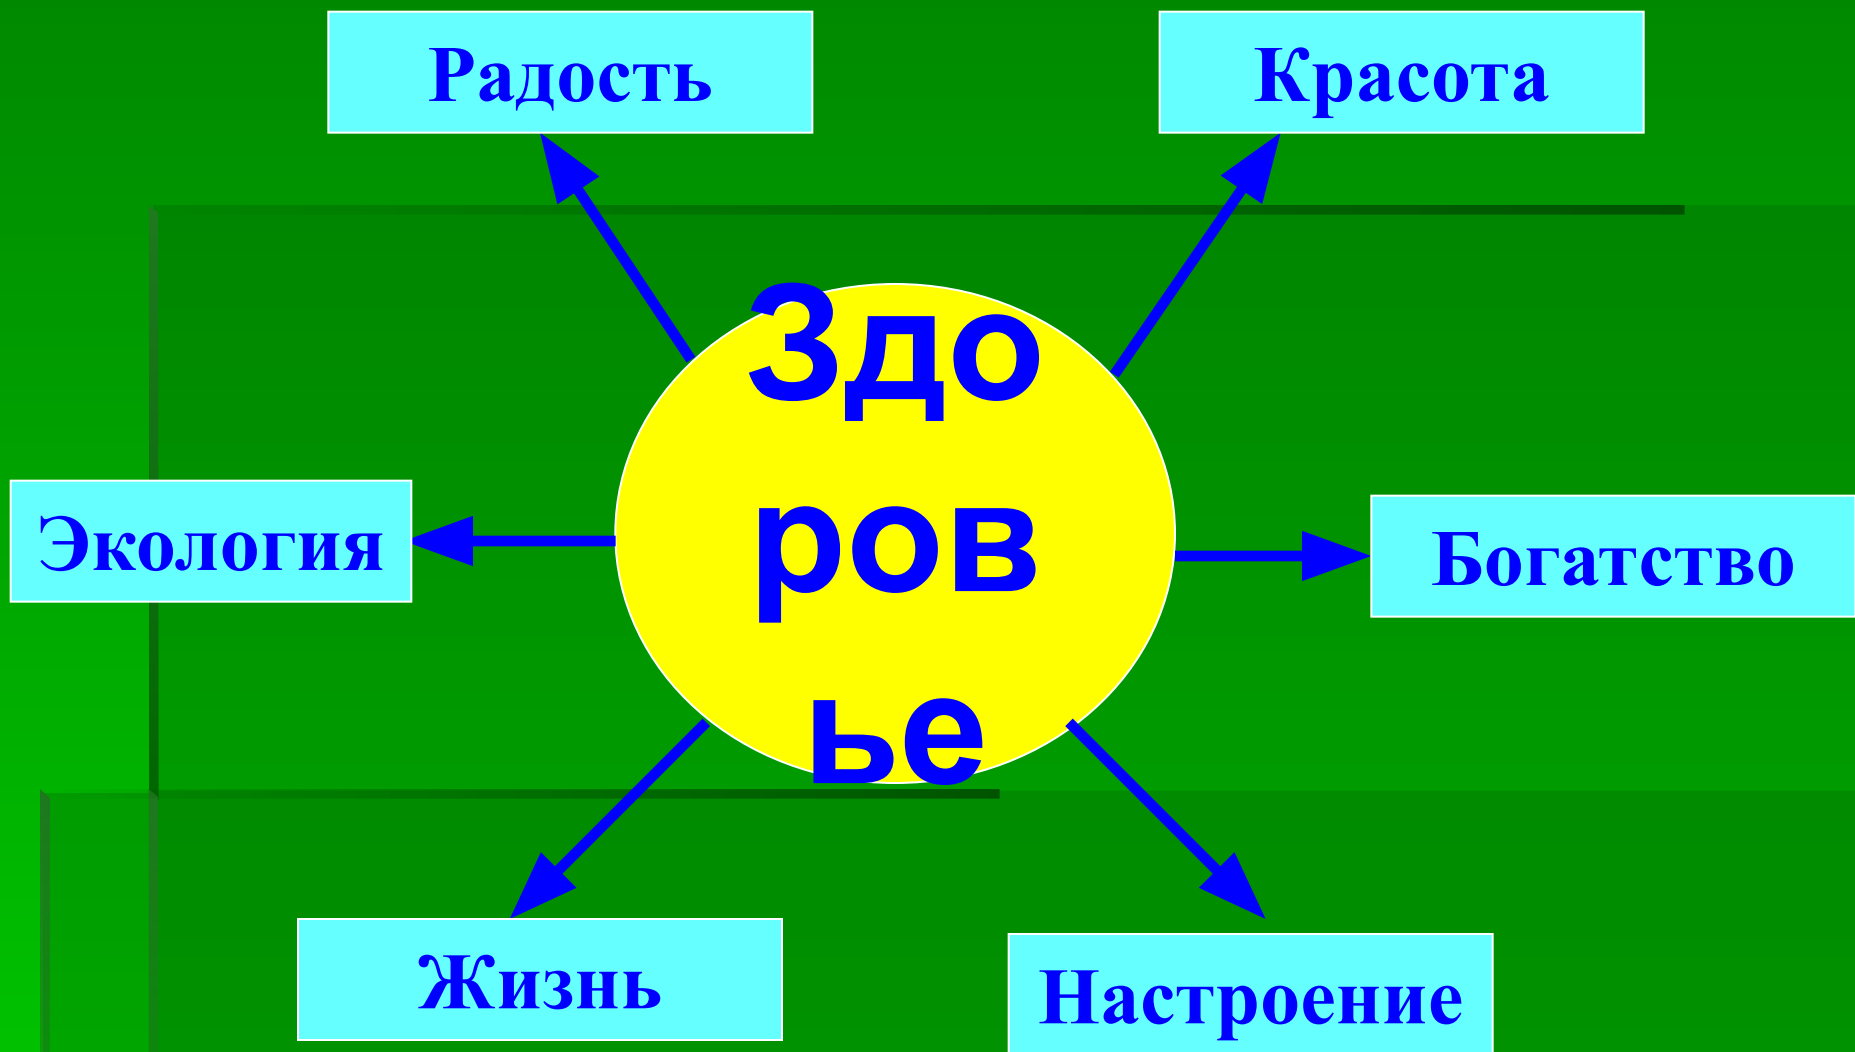 Радость
Красота
Здо
ров
ье
Экология
Богатство
Жизнь
Настроение